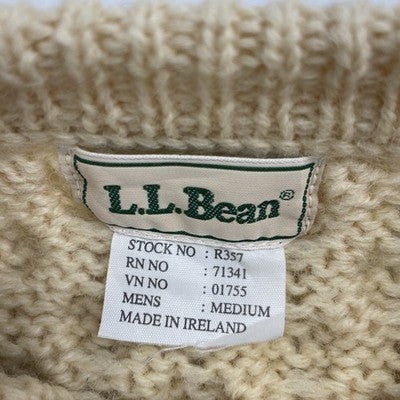 L.L.Bean®
STOCK NO : R357
RN NO : 71341
VN NO : 01755
MENS : MEDIUM
MADE IN IRELAND